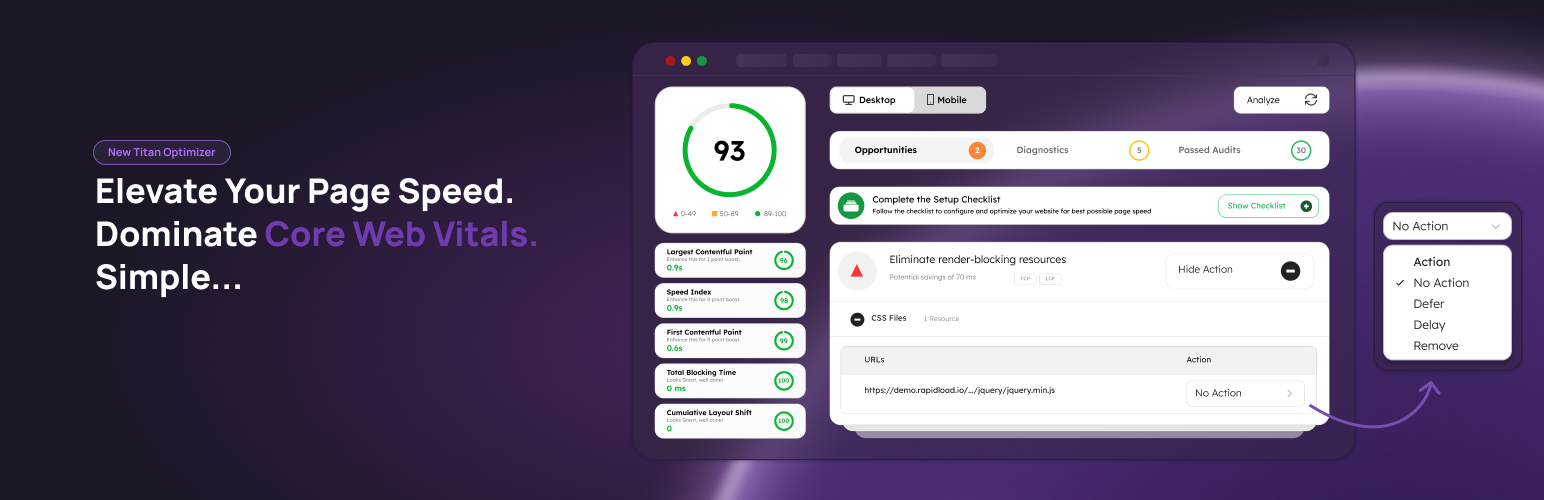 New Titan Optimizer
Elevate Your Page Speed.
Dominate Core Web Vitals.
Simple...
93
0-49 50-89 89-100
Largest Contentful Paint
Enhance this for 1 point boost.
0.9s
96
Speed Index
Enhance this for 0 point boost.
0.9s
98
First Contentful Paint
Enhance this for 0 point boost.
0.6s
99
Total Blocking Time
Looks Great, well done!
0 ms
100
Cumulative Layout Shift
Looks Great, well done!
0
100
Desktop Mobile
Analyze
Opportunities 2 Diagnostics 5 Passed Audits 30
Complete the Setup Checklist
Follow the checklist to configure and optimize your website for best possible page speed
Show Checklist
Eliminate render-blocking resources
Potential savings of 70 ms
FCP LCP
Hide Action
CSS Files 1 Resource
URLs Action
https://demo.rapidload.io/.../jquery/jquery.min.js
No Action
No Action
Action
No Action
Defer
Delay
Remove